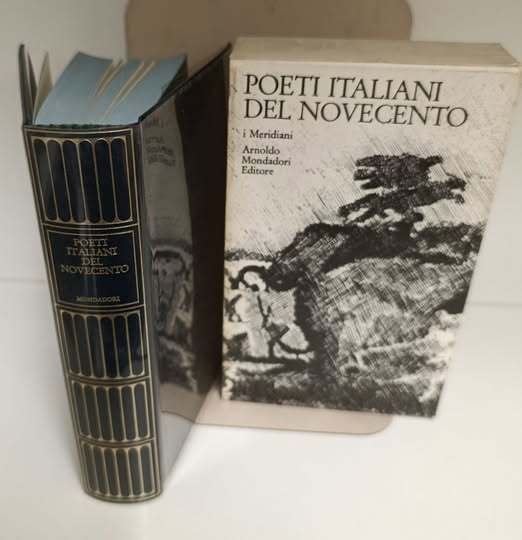 POETI
ITALIANI
DEL
NOVECENTO
MONDADORI
POETI ITALIANI
DEL NOVECENTO
i Meridiani
Arnoldo
Mondadori
Editore